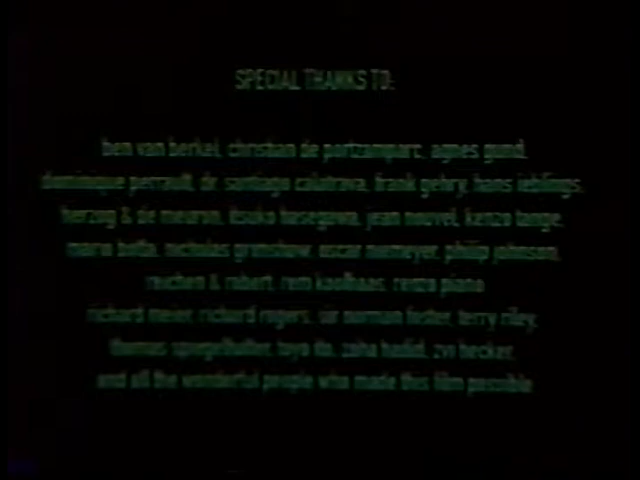 SPECIAL THANKS TO:
ben van berkel, christian de portzamparc, agnes gund,
dominique perrault, dr. santiago calatrava, frank gehry, hans ieblings,
herzog & de meuron, itsuko hasegawa, jean nouvel, kenzo tange,
mario botta, nicholas grimshaw, oscar niemeyer, philip johnson,
reichen & robert, rem koolhaas, renzo piano
richard meier, richard rogers, sir norman foster, terry riley,
thomas spiegelhalter, toyo ito, zaha hadid, zvi hecker,
and all the wonderful people who made this film possible